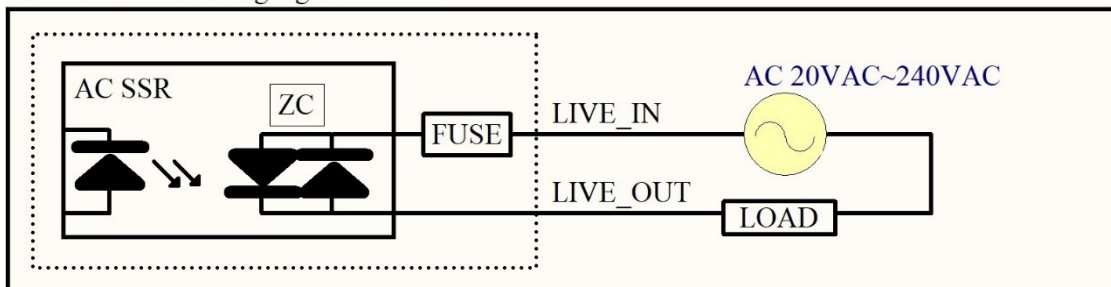 AC SSR
ZC
FUSE
LIVE_IN
LIVE_OUT
AC 20VAC~240VAC
LOAD